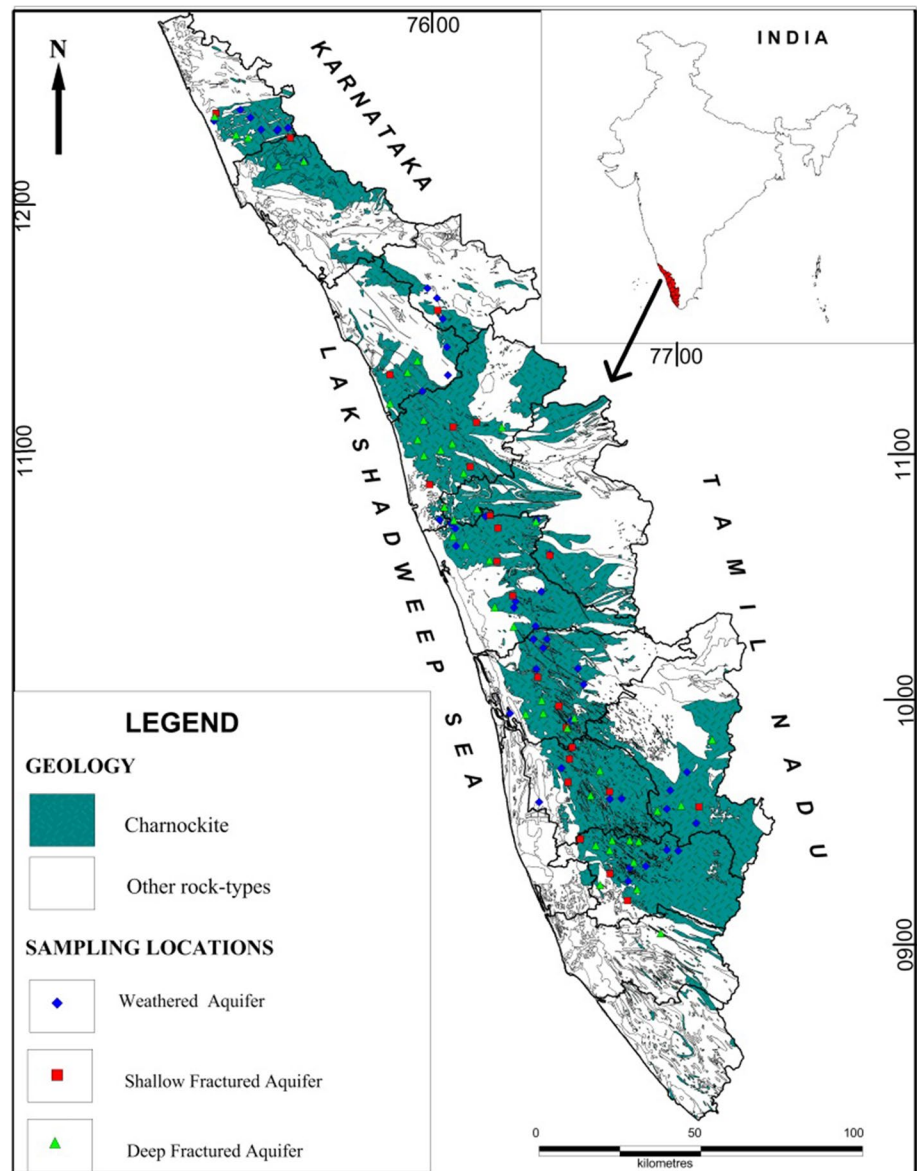 76 00
INDIA
N
KARNATAKA
12 00
77 00
LAKSHADWEEP SEA
11 00
11 00
TAMIL NADU
10 00
09 00
LEGEND
GEOLOGY
Charnockite
Other rock-types
SAMPLING LOCATIONS
Weathered Aquifer
Shallow Fractured Aquifer
Deep Fractured Aquifer
0 50 100
kilometres